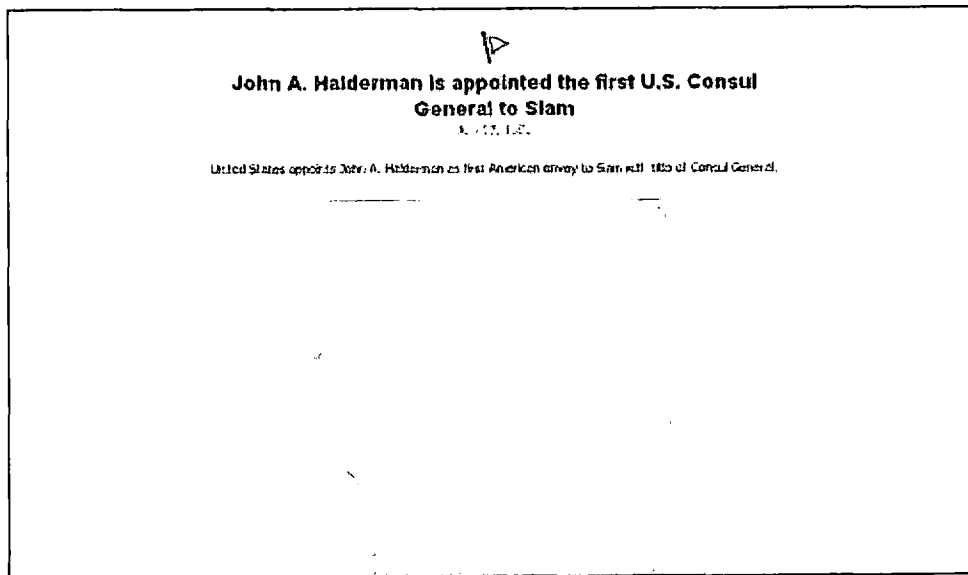 John A. Halderman is appointed the first U.S. Consul
General to Siam
United States appoints John A. Halderman as first American envoy to Siam with title of Consul General.